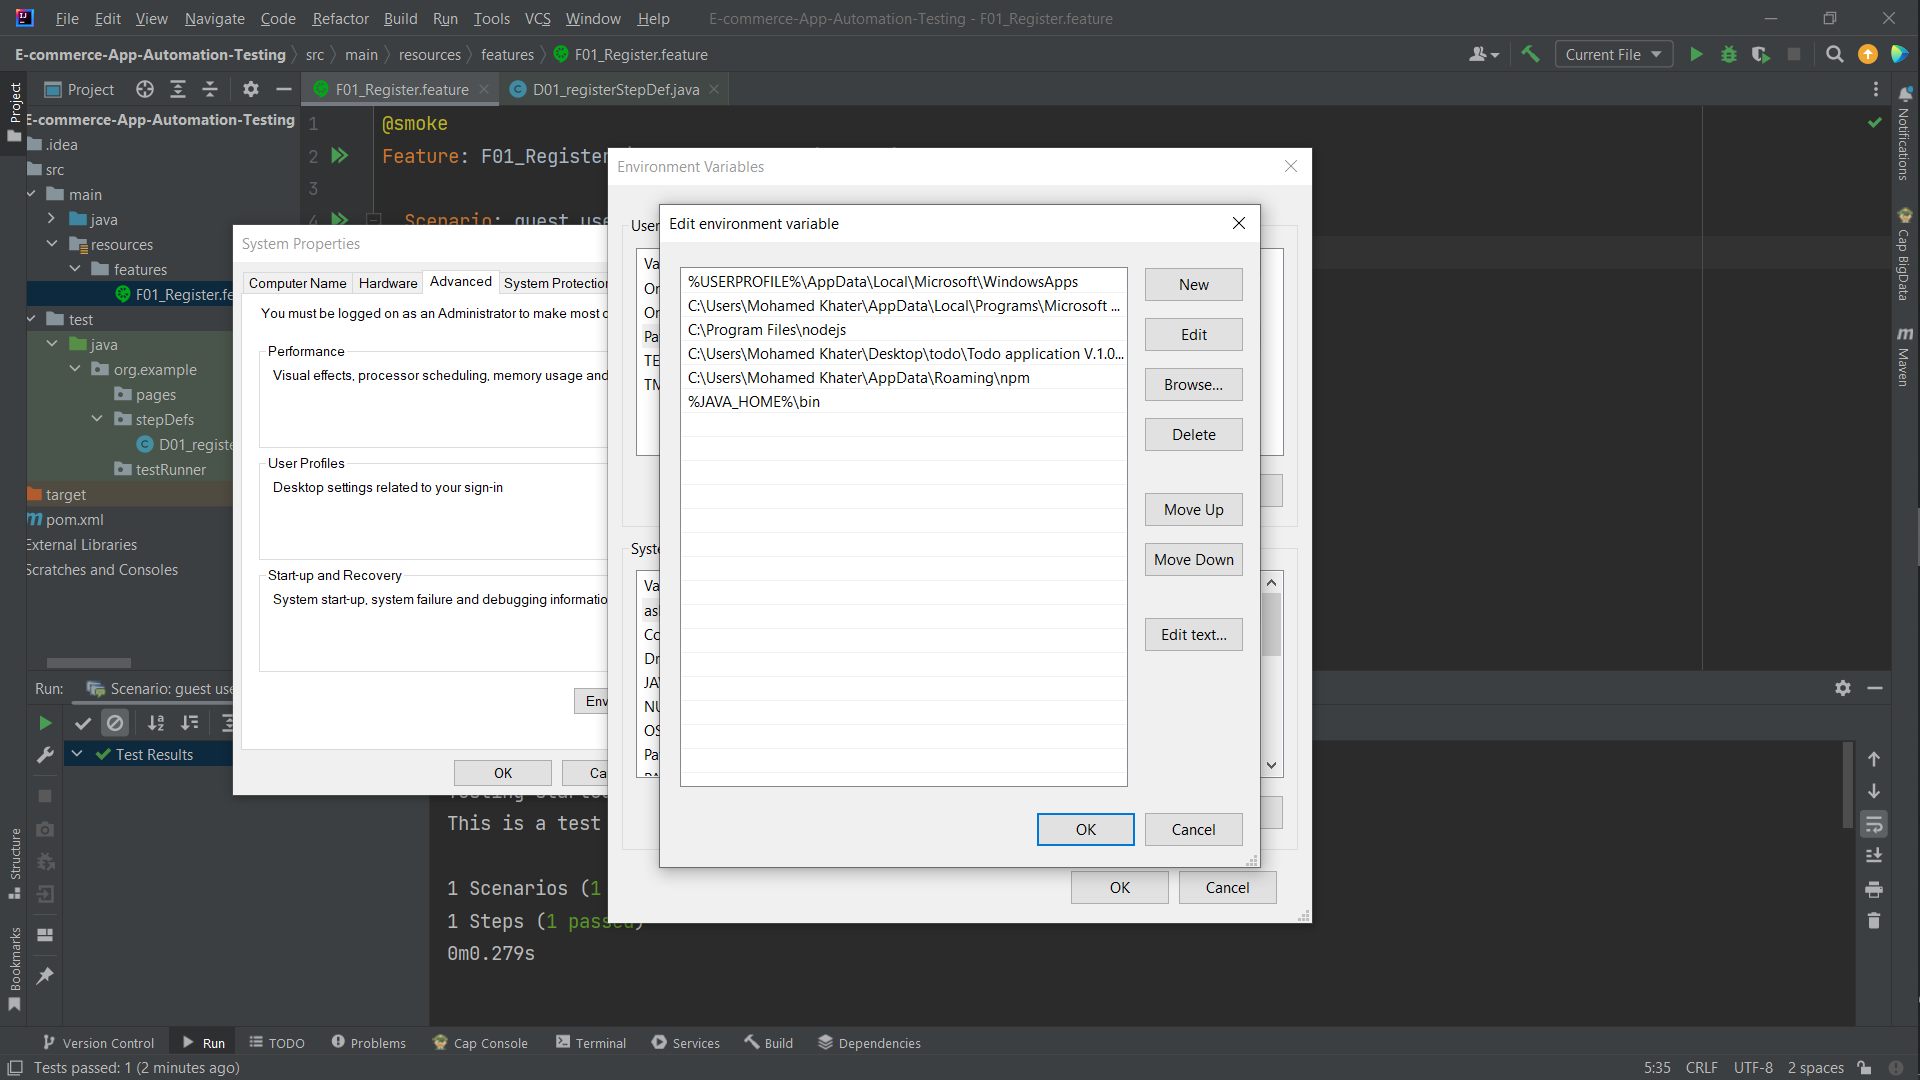 File Edit View Navigate Code Refactor Build Run Tools VCS Window Help E-commerce-App-Automation-Testing - F01_Register.feature
E-commerce-App-Automation-Testing src main resources features F01_Register.feature Current File
Project
Project
F01_Register.feature
D01_registerStepDef.java
E-commerce-App-Automation-Testing
.idea
src
main
java
resources
features
F01_Register.fe
test
java
org.example
pages
stepDefs
D01_registe
testRunner
target
pom.xml
External Libraries
Scratches and Consoles
1 @smoke
2 Feature: F01_Register
3
4 Scenario: guest use
System Properties
Computer Name Hardware Advanced System Protection
You must be logged on as an Administrator to make most
Performance
Visual effects, processor scheduling, memory usage and
User Profiles
Desktop settings related to your sign-in
Start-up and Recovery
System start-up, system failure and debugging informatio
Env
OK
Ca
Environment Variables
User
Va
On
On
Pa
TE
TM
Syste
Va
as
Co
Dr
JA
NU
OS
Pa
OK
Cancel
Edit environment variable
%USERPROFILE%\AppData\Local\Microsoft\WindowsApps
C:\Users\Mohamed Khater\AppData\Local\Programs\Microsoft ...
C:\Program Files\nodejs
C:\Users\Mohamed Khater\Desktop\todo\Todo application V.1.0...
C:\Users\Mohamed Khater\AppData\Roaming\npm
%JAVA_HOME%\bin
New
Edit
Browse...
Delete
Move Up
Move Down
Edit text...
OK
Cancel
Notifications
Cap BigData
Maven
Run: Scenario: guest use
Test Results
Testing started
This is a test
1 Scenarios (1
1 Steps (1 passed)
0m0.279s
Structure
Bookmarks
Version Control Run TODO Problems Cap Console Terminal Services Build Dependencies
Tests passed: 1 (2 minutes ago)
5:35 CRLF UTF-8 2 spaces